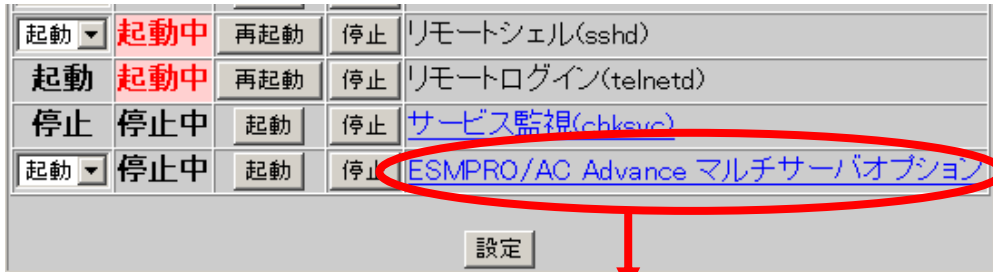 起動 起動中 再起動 停止 リモートシェル(sshd)
起動 起動中 再起動 停止 リモートログイン(telnetd)
停止 停止中 起動 停止 サービス監視(chksvc)
起動 停止中 起動 停止 ESMPRO/AC Advance マルチサーバオプション
設定